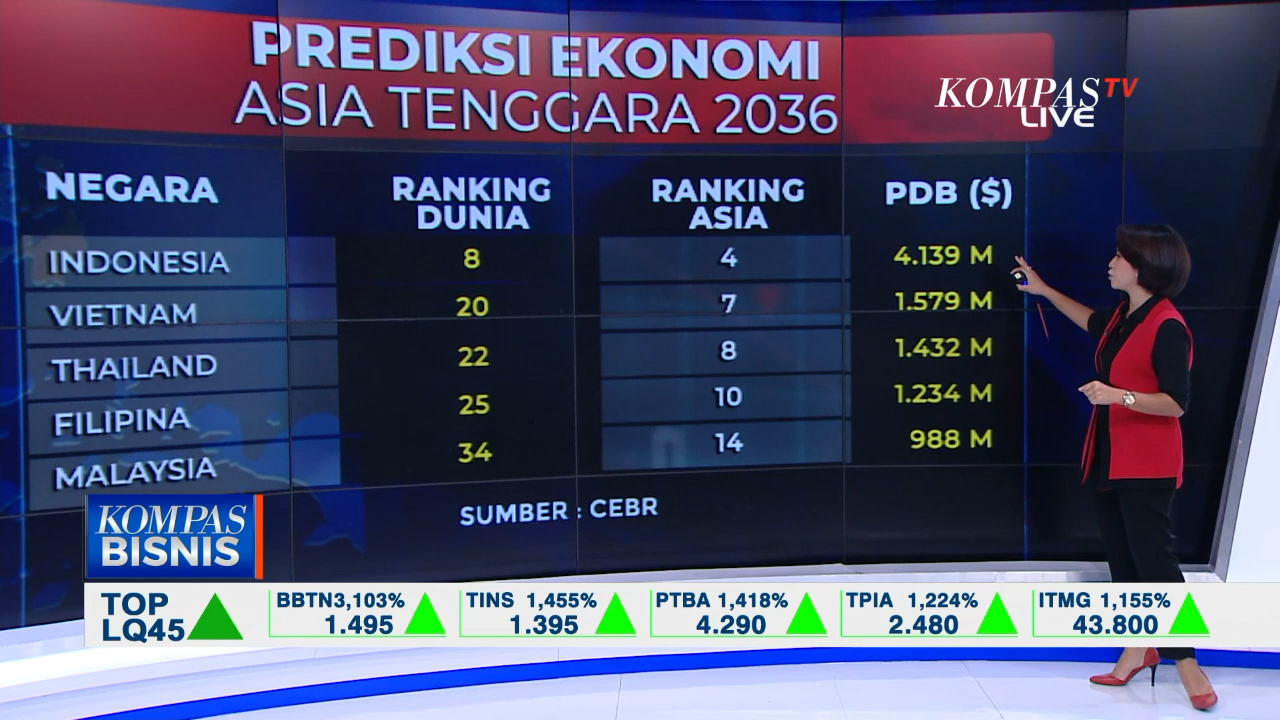 PREDIKSI EKONOMI
ASIA TENGGARA 2036
KOMPAS TV
LIVE
NEGARA RANKING DUNIA RANKING ASIA PDB ($)
INDONESIA 8 4 4.139 M
VIETNAM 20 7 1.579 M
THAILAND 22 8 1.432 M
FILIPINA 25 10 1.234 M
MALAYSIA 34 14 988 M
SUMBER : CEBR
KOMPAS
BISNIS
TOP LQ45
BBTN3,103% 1.495
TINS 1,455% 1.395
PTBA 1,418% 4.290
TPIA 1,224% 2.480
ITMG 1,155% 43.800